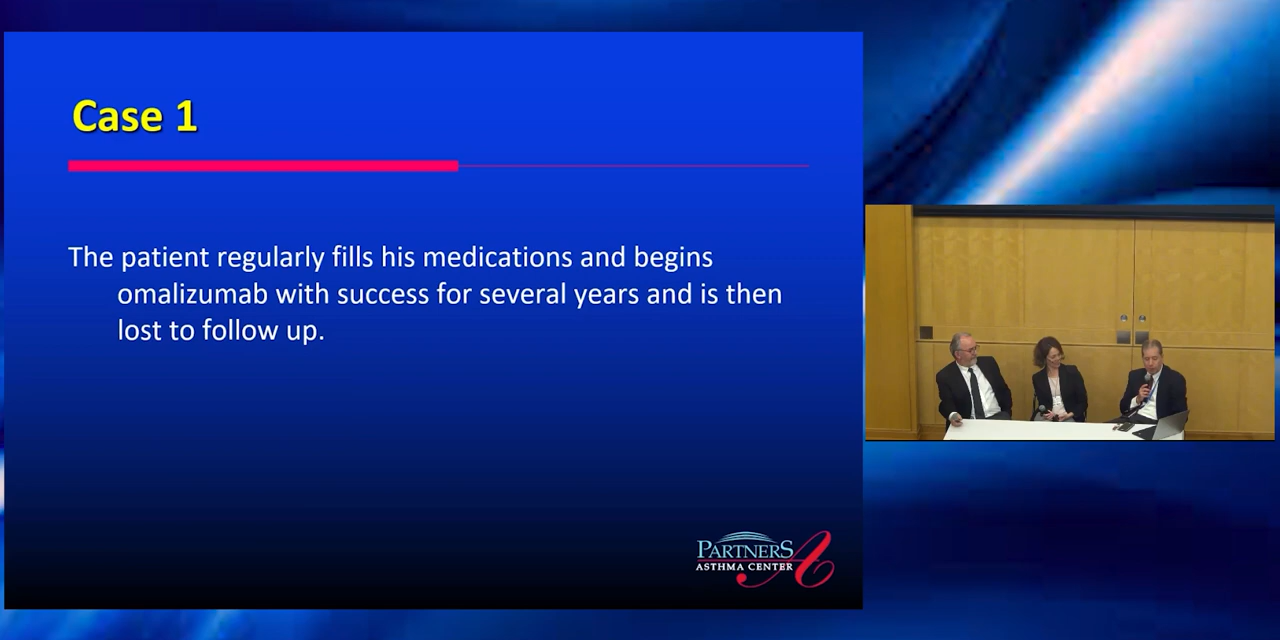 Case 1
The patient regularly fills his medications and begins
omalizumab with success for several years and is then
lost to follow up.
PARTNERS
ASTHMA CENTER